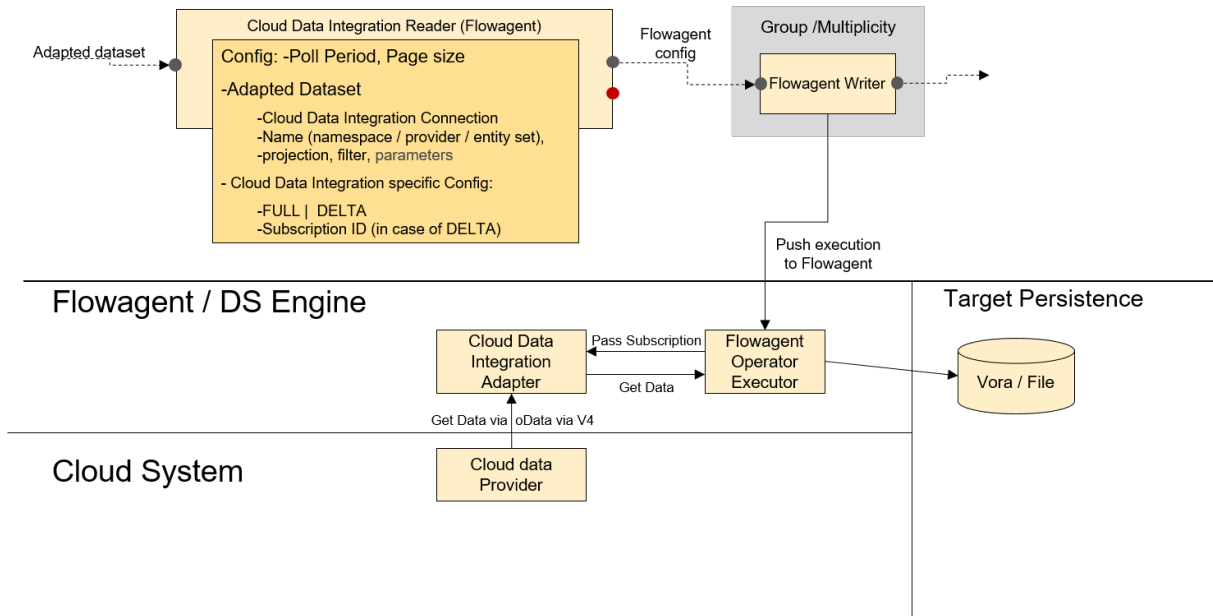 Cloud Data Integration Reader (Flowagent)
Adapted dataset
Config: -Poll Period, Page size
-Adapted Dataset
-Cloud Data Integration Connection
-Name (namespace / provider / entity set),
-projection, filter, parameters
- Cloud Data Integration specific Config:
-FULL | DELTA
-Subscription ID (in case of DELTA)
Flowagent
config
Group /Multiplicity
Flowagent Writer
Push execution
to Flowagent
Flowagent / DS Engine
Cloud Data
Integration
Adapter
Pass Subscription
Get Data
Flowagent
Operator
Executor
Target Persistence
Vora / File
Get Data via oData via V4
Cloud System
Cloud data
Provider